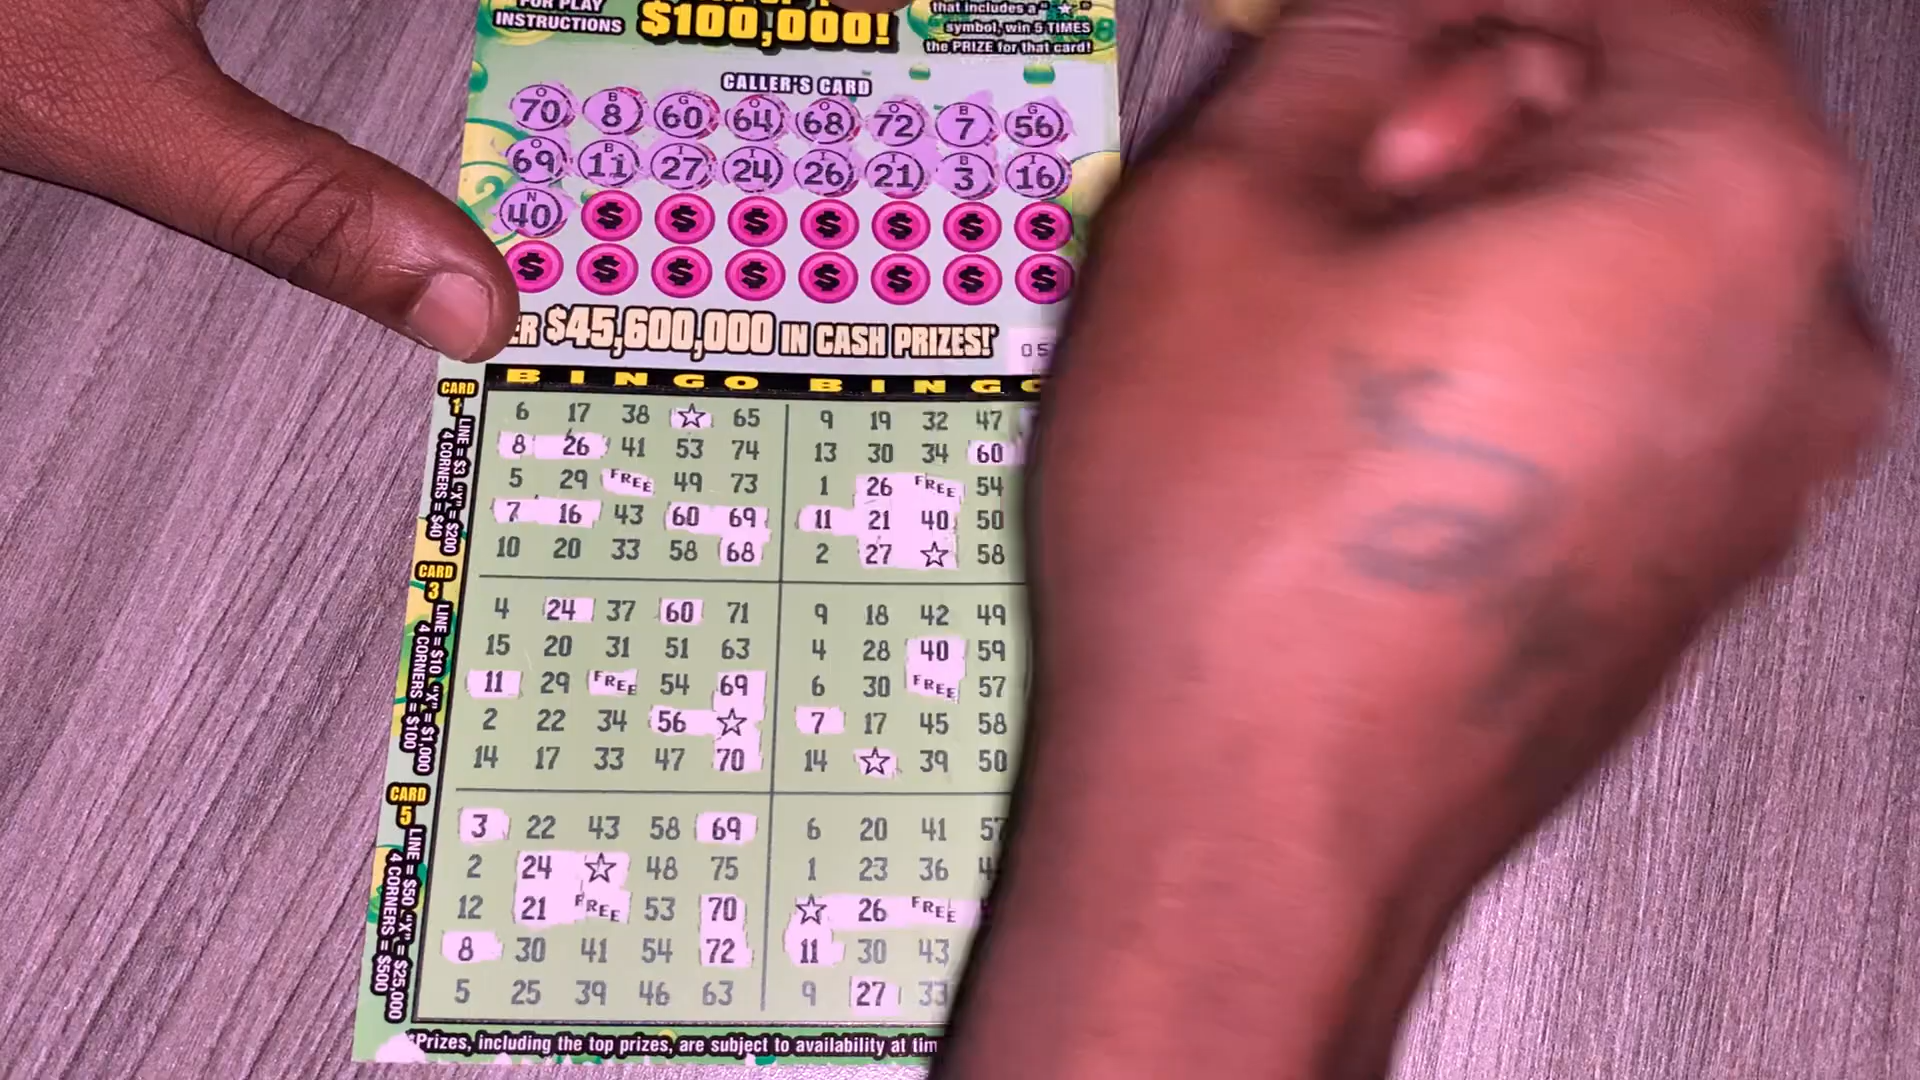 FOR PLAY
INSTRUCTIONS
$100,000!
that includes a "☆"
symbol, win 5 TIMES
the PRIZE for that card!
CALLER'S CARD
O 70 B 8 G 60 O 64 O 68 O 72 B 7 G 56
O 69 B 11 I 27 I 24 I 26 I 21 B 3 I 16
N 40 $ $ $ $ $ $ $
$ $ $ $ $ $ $ $
$45,600,000 IN CASH PRIZES!*
05
B I N G O B I N G
CARD 1
LINE = $3 "X" = $200
4 CORNERS = $40
6 17 38 ☆ 65 9 19 32 47
8 26 41 53 74 13 30 34 60
5 29 FREE 49 73 1 26 FREE 54
7 16 43 60 69 11 21 40 50
10 20 33 58 68 2 27 ☆ 58
CARD 3
LINE = $10 "X" = $1,000
4 CORNERS = $100
4 24 37 60 71 9 18 42 49
15 20 31 51 63 4 28 40 59
11 29 FREE 54 69 6 30 FREE 57
2 22 34 56 ☆ 7 17 45 58
14 17 33 47 70 14 ☆ 39 50
CARD 5
LINE = $50 "X" = $25,000
4 CORNERS = $500
3 22 43 58 69 6 20 41 57
2 24 ☆ 48 75 1 23 36
12 21 FREE 53 70 ☆ 26 FREE
8 30 41 54 72 11 30 43
5 25 39 46 63 9 27 33
*Prizes, including the top prizes, are subject to availability at